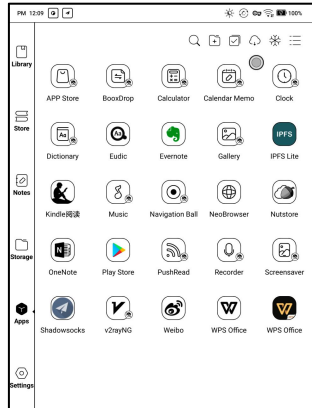 PM 12:09 100%
Library
Store
Notes
Storage
Apps
Settings
APP Store BooxDrop Calculator Calendar Memo Clock
Aa Aa IPFS
Dictionary Eudic Evernote Gallery IPFS Lite
Kindle阅读 Music Navigation Ball NeoBrowser Nutstore
N
OneNote Play Store PushRead Recorder Screensaver
Shadowsocks v2rayNG Weibo WPS Office WPS Office